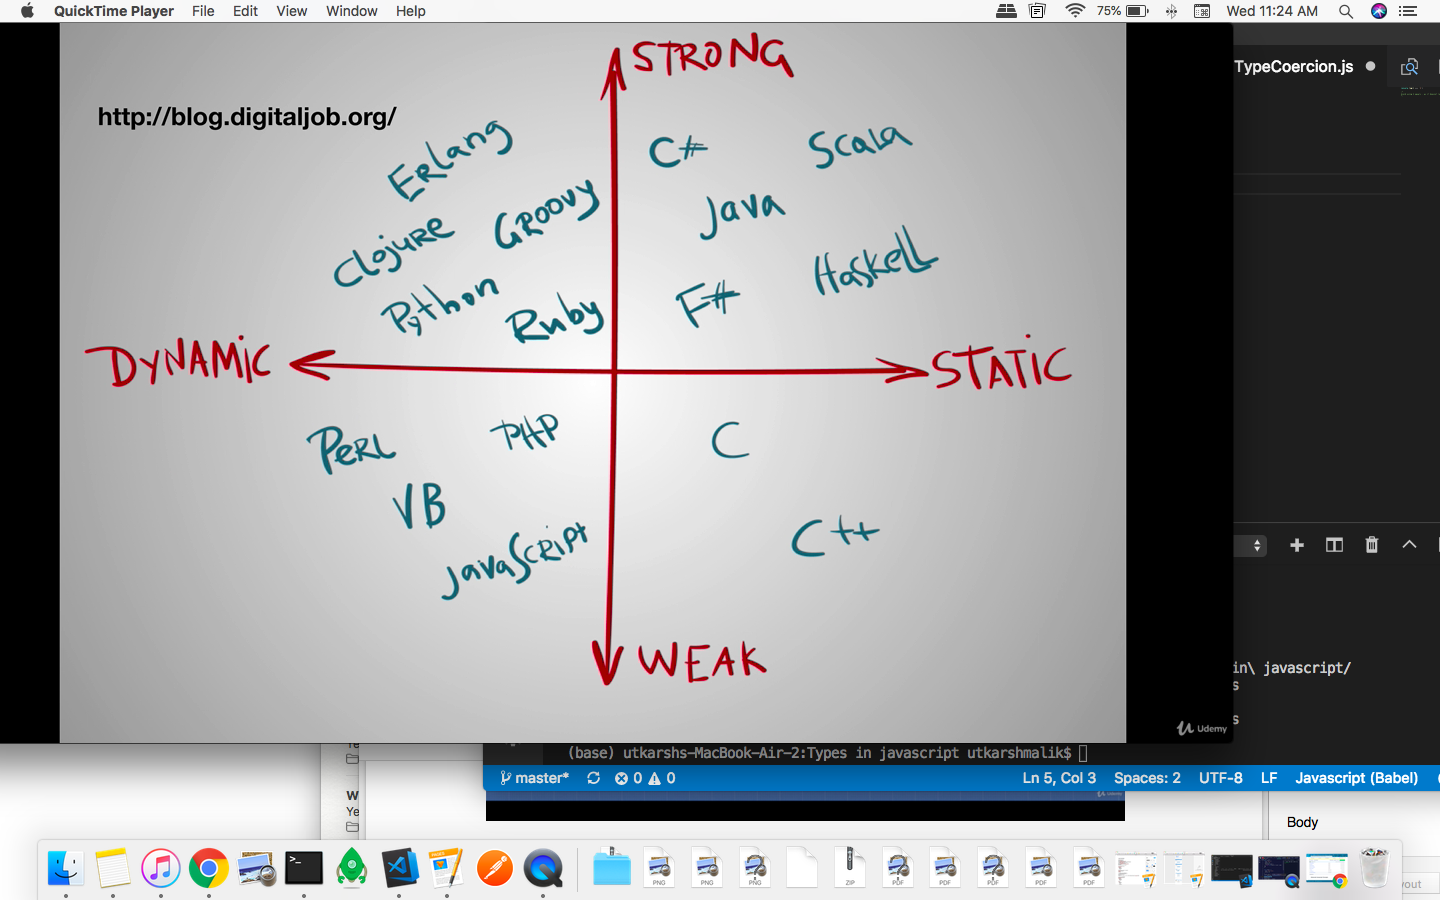 QuickTime Player File Edit View Window Help 75% Wed 11:24 AM
STRONG
TypeCoercion.js
http://blog.digitaljob.org/
Erlang
C#
Scala
Clojure
Groovy
Java
Python
Ruby
F#
Haskell
DYNAMIC
STATIC
Perl
PHP
C
VB
JavaScript
C++
WEAK
in\ javascript/
s
s
Udemy
(base) utkarshs-MacBook-Air-2:Types in javascript utkarshmalik$
master* 0 0 Ln 5, Col 3 Spaces: 2 UTF-8 LF Javascript (Babel)
W
Ye
Body
PNG PNG PNG ZIP PDF PDF PDF PDF PDF
yout